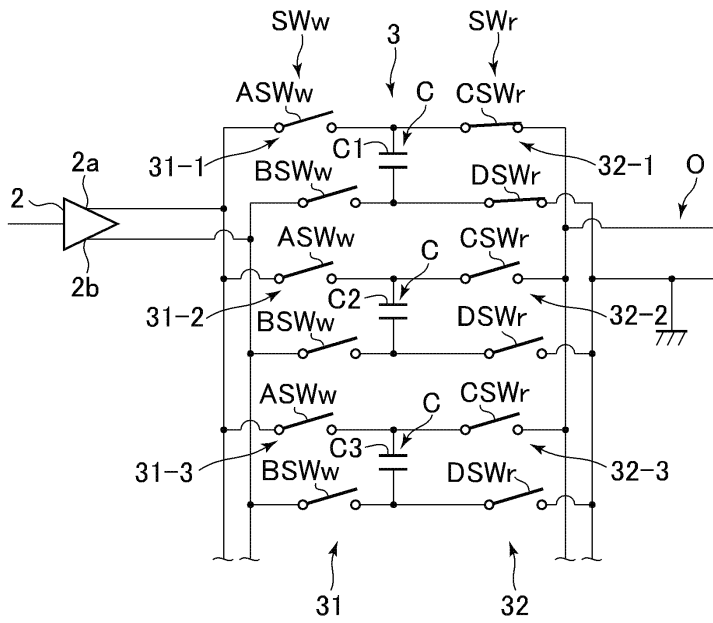 SWw
3
SWr
ASWw
C
CSWr
C1
31-1
32-1
2a
BSWw
DSWr
O
2
ASWw
CSWr
C
2b
C2
31-2
32-2
BSWw
DSWr
ASWw
CSWr
C
C3
31-3
32-3
BSWw
DSWr
31
32